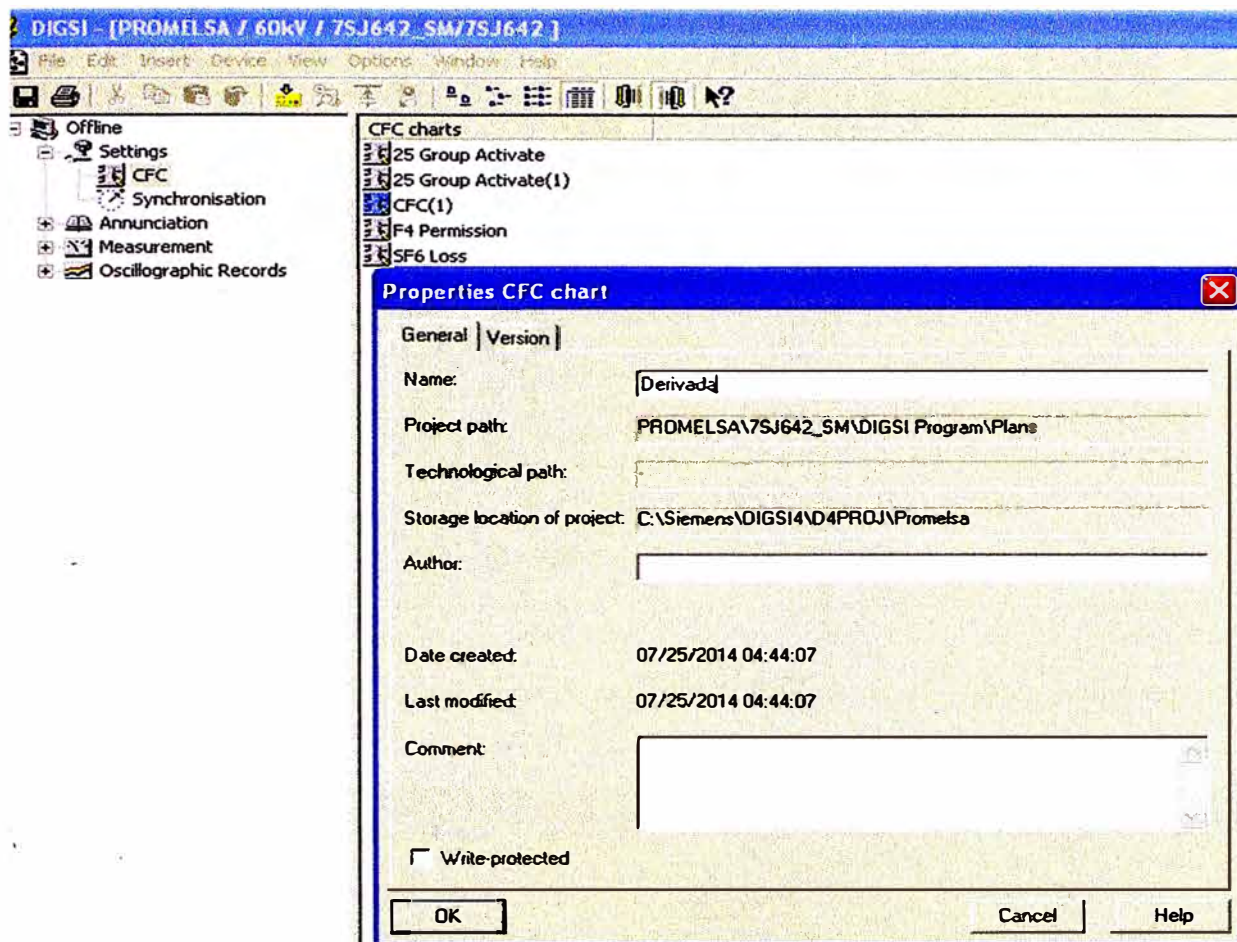 DIGSI - [PROMELSA / 60kV / 7SJ642_SM/7SJ642 ]
File Edit Insert Device View Options Window Help
Offline
Settings
CFC
Synchronisation
Annunciation
Measurement
Oscillographic Records
CFC charts
25 Group Activate
25 Group Activate(1)
CFC(1)
F4 Permission
SF6 Loss
Properties CFC chart
General Version
Name: Derivada
Project path: PROMELSA\7SJ642_SM\DIGSI Program\Plans
Technological path:
Storage location of project: C:\Siemens\DIGSI4\D4PROJ\Promelsa
Author:
Date created: 07/25/2014 04:44:07
Last modified: 07/25/2014 04:44:07
Comment:
Write-protected
OK Cancel Help